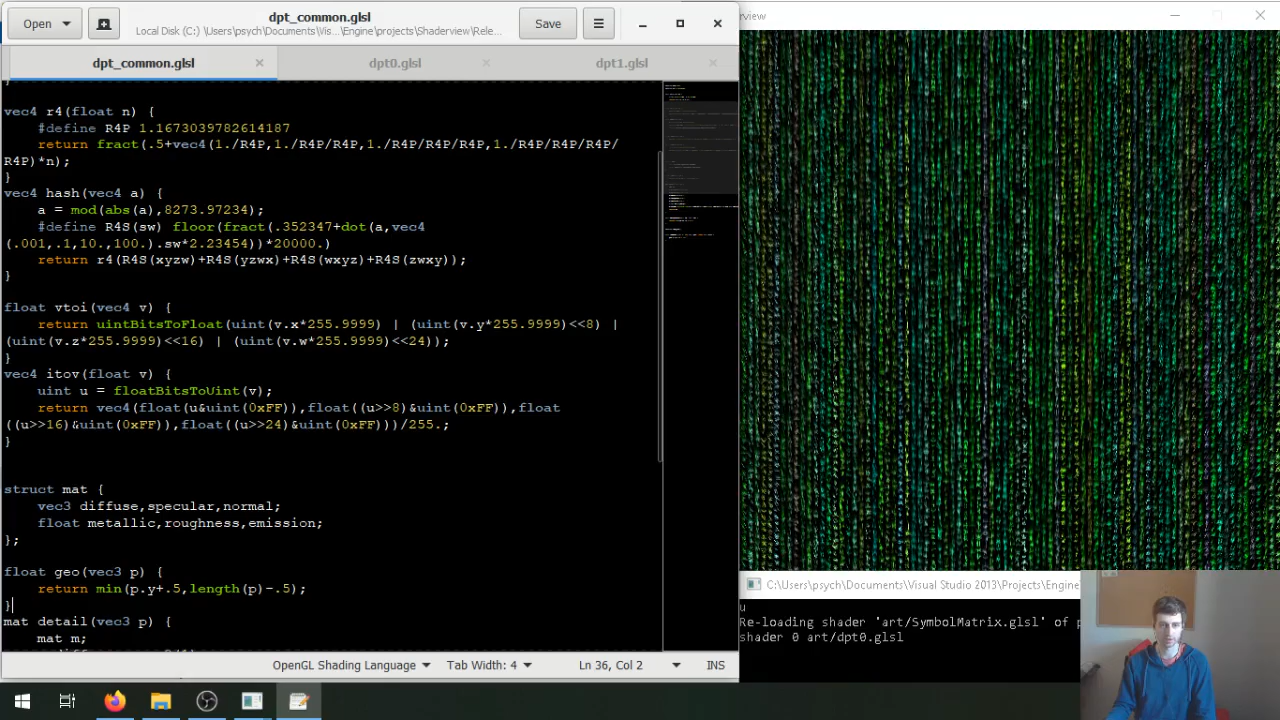 Open
dpt_common.glsl
Local Disk (C:) \Users\psych\Documents\Vis...Engine\projects\Shaderview\Rele...
Save
rview
dpt_common.glsl
dpt0.glsl
dpt1.glsl
}
vec4 r4(float n) {
#define R4P 1.1673039782614187
return fract(.5+vec4(1./R4P,1./R4P/R4P,1./R4P/R4P/R4P,1./R4P/R4P/R4P/
R4P)*n);
}
vec4 hash(vec4 a) {
a = mod(abs(a),8273.97234);
#define R4S(sw) floor(fract(.352347+dot(a,vec4
(.001,.1,10.,100.).sw*2.23454))*20000.)
return r4(R4S(xyzw)+R4S(yzwx)+R4S(wxyz)+R4S(zwxy));
}
float vtoi(vec4 v) {
return uintBitsToFloat(uint(v.x*255.9999) | (uint(v.y*255.9999)<<8) |
(uint(v.z*255.9999)<<16) | (uint(v.w*255.9999)<<24));
}
vec4 itov(float v) {
uint u = floatBitsToUint(v);
return vec4(float(u&uint(0xFF)),float((u>>8)&uint(0xFF)),float
((u>>16)&uint(0xFF)),float((u>>24)&uint(0xFF)))/255.;
}
struct mat {
vec3 diffuse,specular,normal;
float metallic,roughness,emission;
};
float geo(vec3 p) {
return min(p.y+.5,length(p)-.5);
}
mat detail(vec3 p) {
mat m;
OpenGL Shading Language
Tab Width: 4
Ln 36, Col 2
INS
C:\Users\psych\Documents\Visual Studio 2013\Projects\Engine
u
Re-loading shader 'art/SymbolMatrix.glsl' of p
shader 0 art/dpt0.glsl